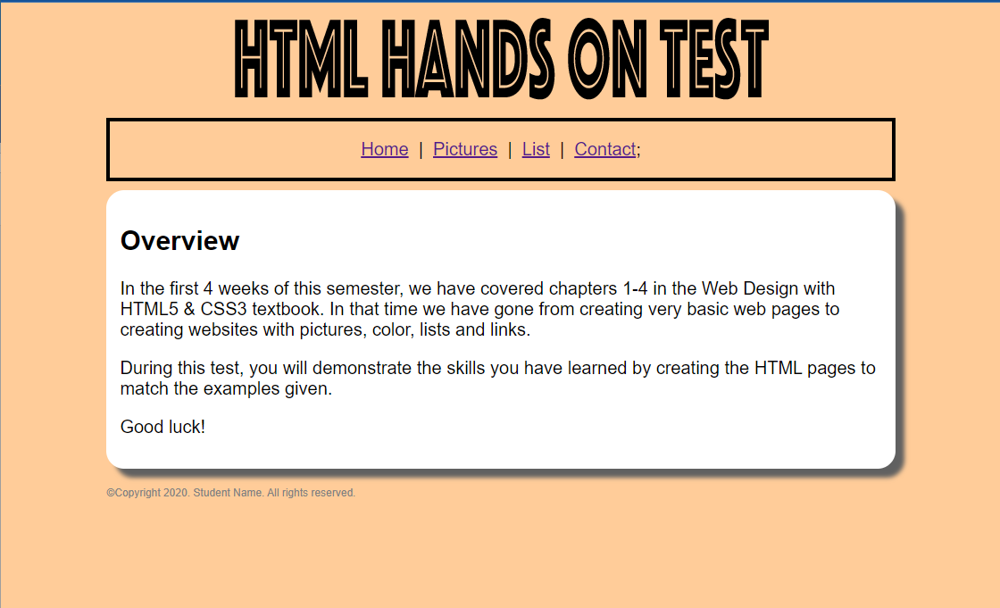 HTML HANDS ON TEST
Home | Pictures | List | Contact;
Overview
In the first 4 weeks of this semester, we have covered chapters 1-4 in the Web Design with
HTML5 & CSS3 textbook. In that time we have gone from creating very basic web pages to
creating websites with pictures, color, lists and links.
During this test, you will demonstrate the skills you have learned by creating the HTML pages to
match the examples given.
Good luck!
©Copyright 2020. Student Name. All rights reserved.